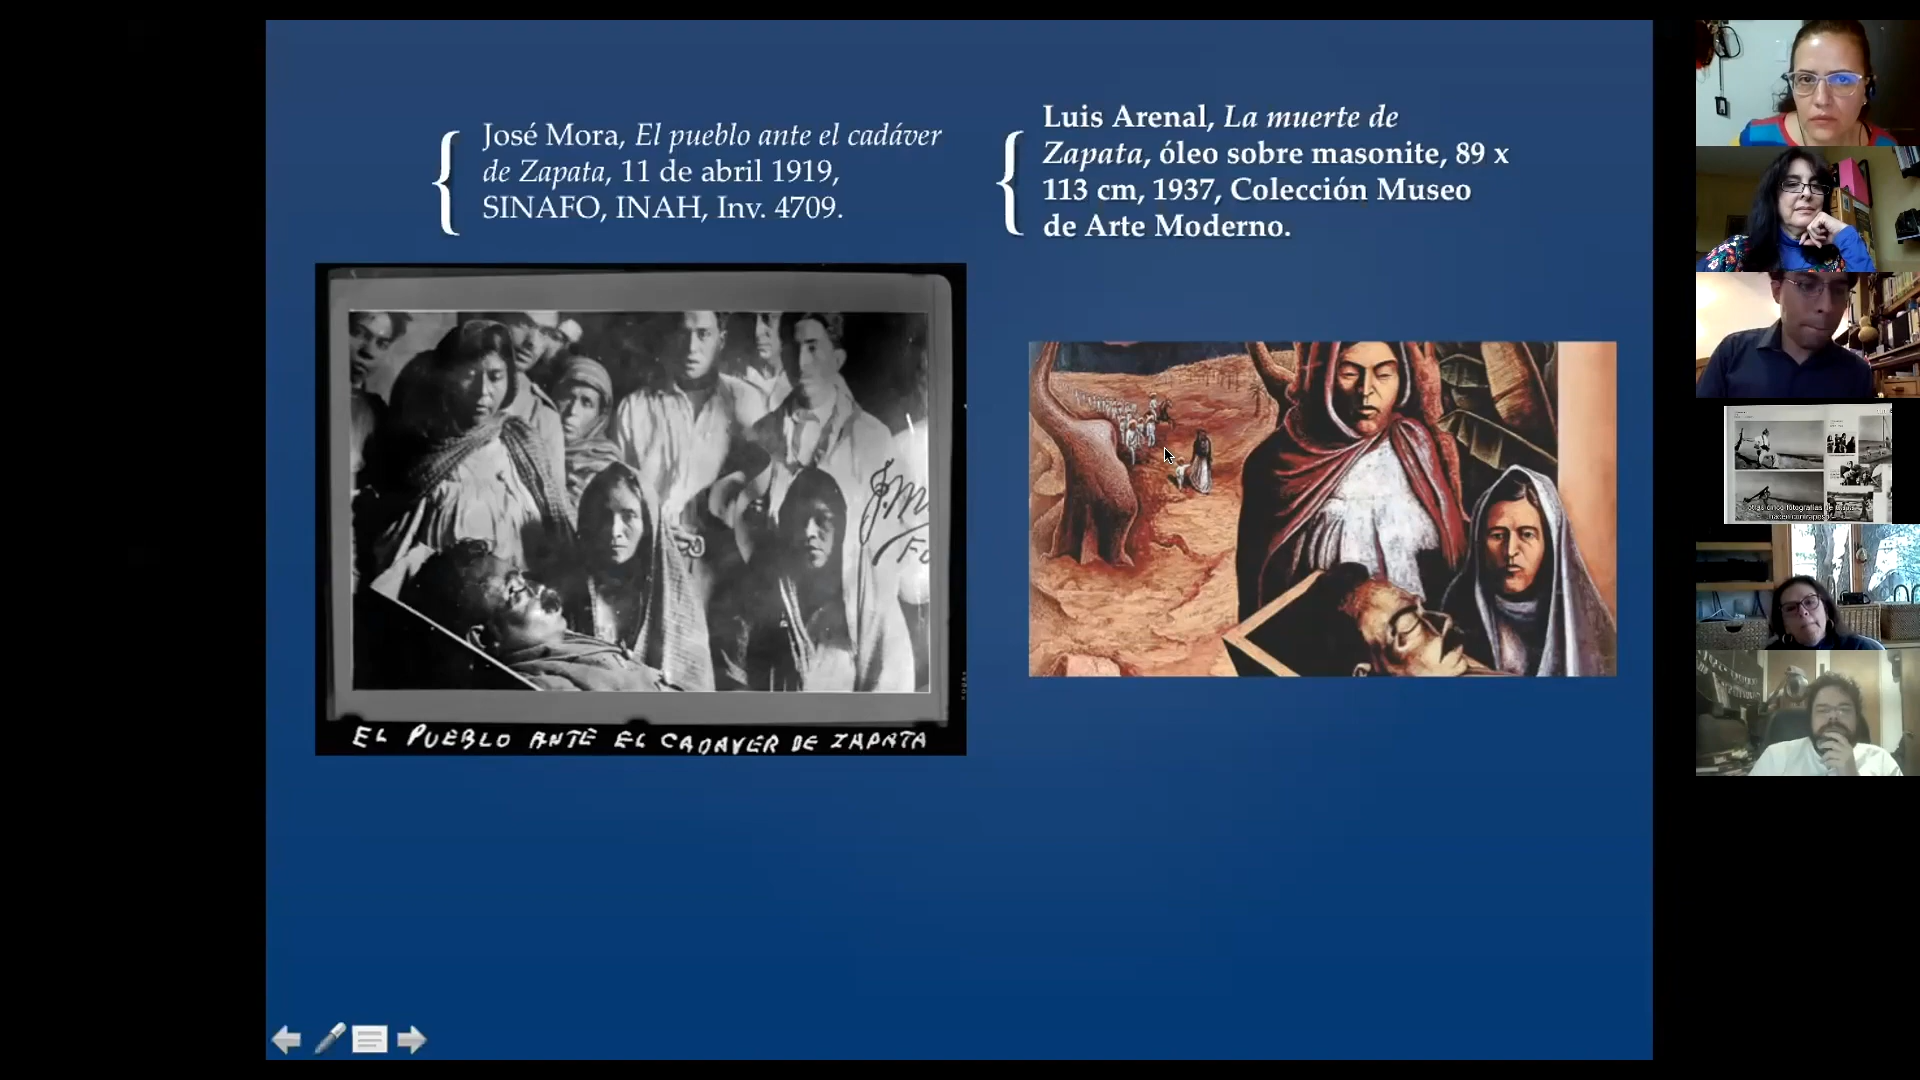 José Mora, El pueblo ante el cadáver
de Zapata, 11 de abril 1919,
SINAFO, INAH, Inv. 4709.
Luis Arenal, La muerte de
Zapata, óleo sobre masonite, 89 x
113 cm, 1937, Colección Museo
de Arte Moderno.
J. M
EL PUEBLO ANTE EL CADAVER DE ZAPATA